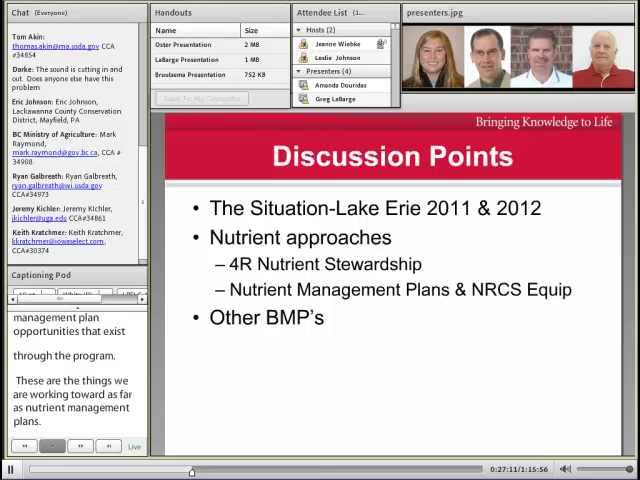 Chat (Everyone)
Tom Akin:
thomas.akin@ma.usda.gov CCA
#34854
Darke: The sound is cutting in and
out. Does anyone else have this
problem
Eric Johnson: Eric Johnson,
Lackawanna County Conservation
District, Mayfield, PA
BC Ministry of Agriculture: Mark
Raymond,
mark.raymond@gov.bc.ca, CCA #
34908
Ryan Galbreath: Ryan Galbreath,
ryan.galbreath@wi.usda.gov
CCA#34973
Jeremy Kichler: Jeremy KIchler,
jkichler@uga.edu CCA#34861
Keith Kratchmer: Keith Kratchmer,
kkratchmer@iowaselect.com,
CCA#30374
Captioning Pod
management plan
opportunities that exist
through the program.
These are the things we
are working toward as far
as nutrient management
plans.
Live
Handouts
Name Size
Oster Presentation 2 MB
LaBarge Presentation 1 MB
Broulsema Presentation 752 KB
Save To My Computer
Attendee List (1...
Hosts (2)
Jeanne Wiebke
Leslie Johnson
Presenters (4)
Amanda Douridas
Greg LaBarge
presenters.jpg
Bringing Knowledge to Life
Discussion Points
• The Situation-Lake Erie 2011 & 2012
• Nutrient approaches
– 4R Nutrient Stewardship
– Nutrient Management Plans & NRCS Equip
• Other BMP's
0:27:11/1:15:56